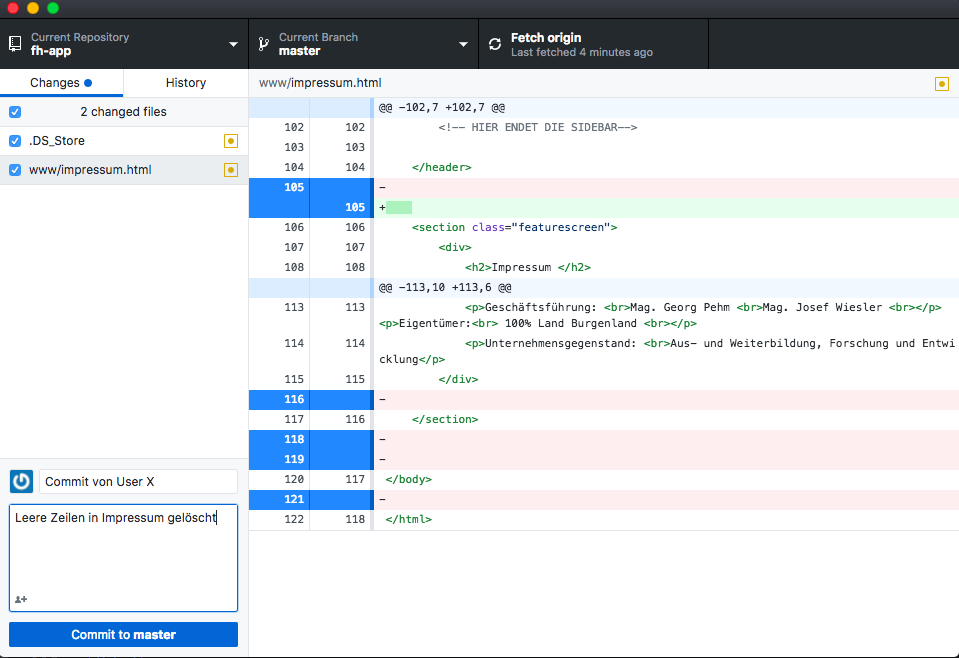 Current Repository
fh-app
Current Branch
master
Fetch origin
Last fetched 4 minutes ago
Changes
History
www/impressum.html
2 changed files
.DS_Store
www/impressum.html
@@ -102,7 +102,7 @@
102 102 <!-- HIER ENDET DIE SIDEBAR-->
103 103
104 104 </header>
105 -
105 +
106 106 <section class="featurescreen">
107 107 <div>
108 108 <h2>Impressum </h2>
@@ -113,10 +113,6 @@
113 113 <p>Geschäftsführung: <br>Mag. Georg Pehm <br>Mag. Josef Wiesler <br></p>
<p>Eigentümer:<br> 100% Land Burgenland <br></p>
114 114 <p>Unternehmensgegenstand: <br>Aus- und Weiterbildung, Forschung und Entwi
cklung</p>
115 115 </div>
116 -
117 116 </section>
118 -
119 -
120 117 </body>
121 -
122 118 </html>
Commit von User X
Leere Zeilen in Impressum gelöscht
Commit to master